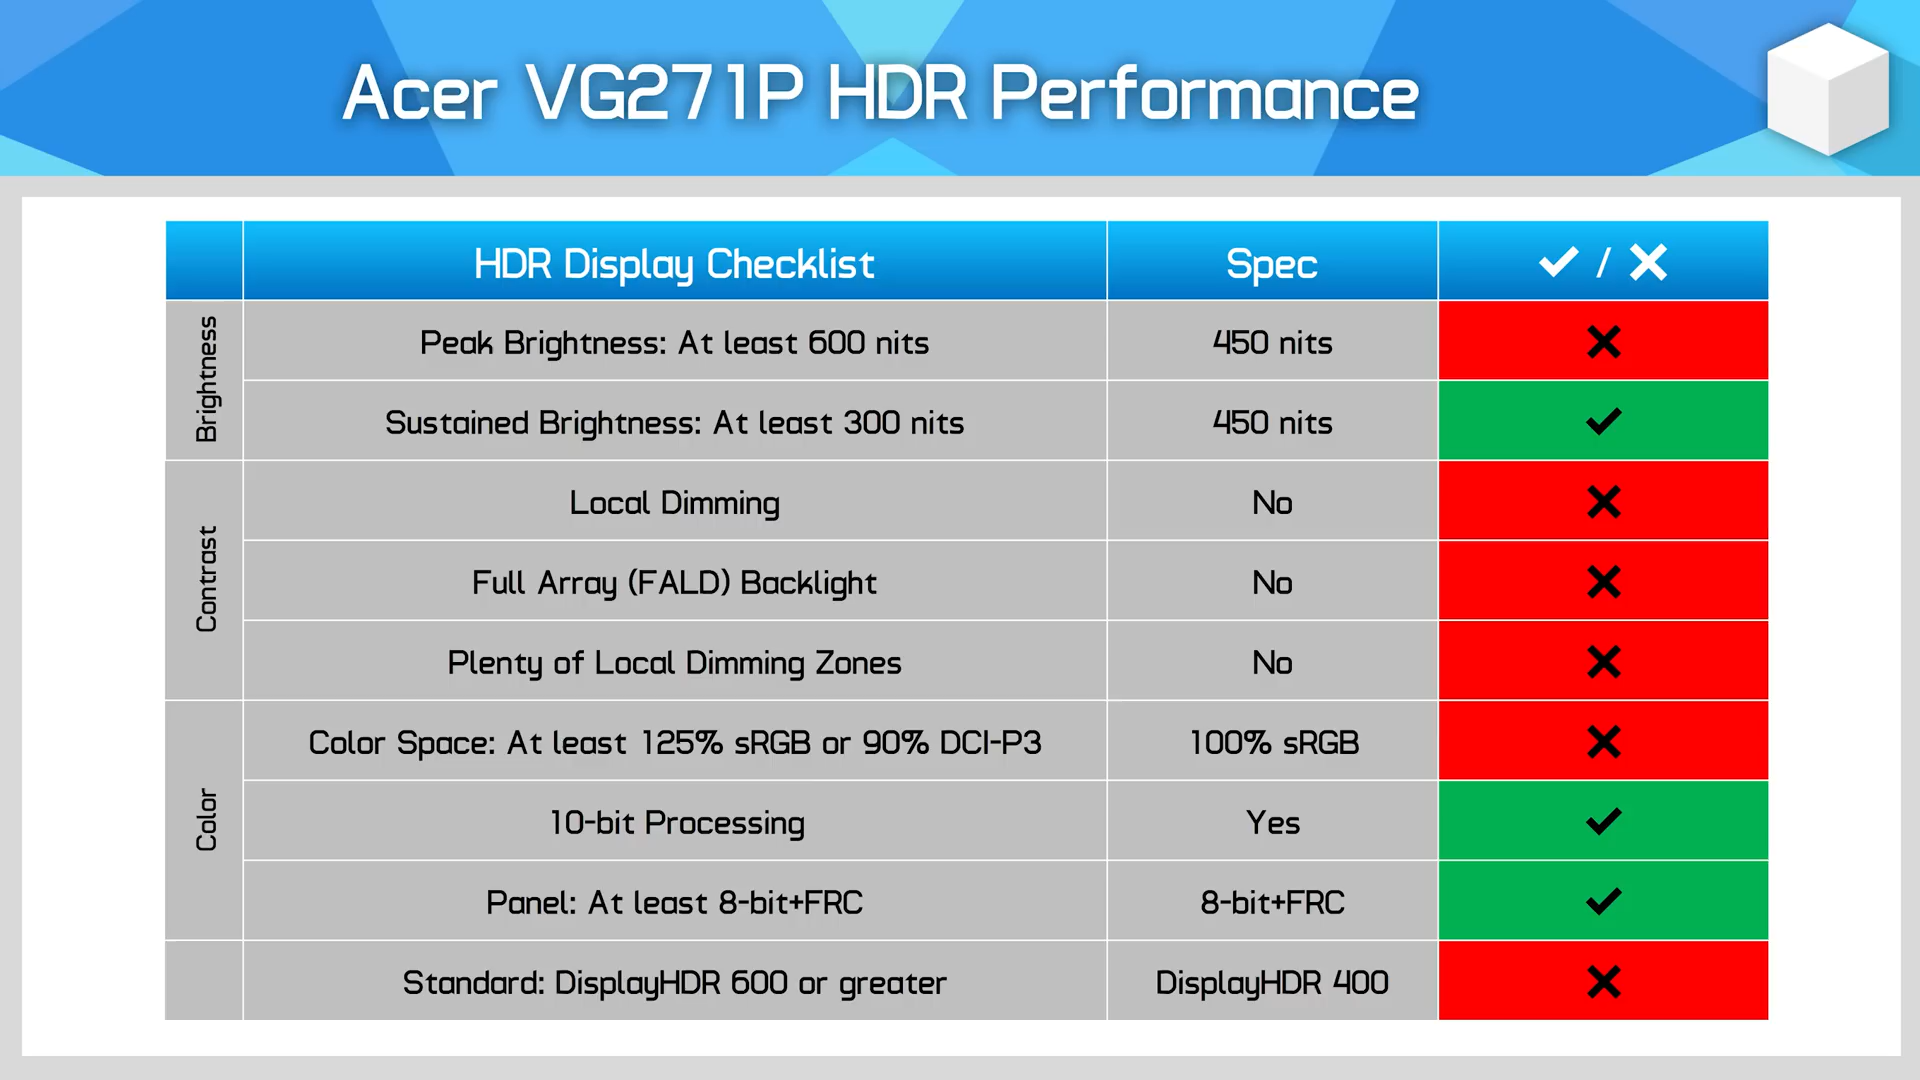 Acer VG271P HDR Performance
HDR Display Checklist Spec ✓ / ✕
Brightness
Peak Brightness: At least 600 nits 450 nits ✕
Sustained Brightness: At least 300 nits 450 nits ✓
Contrast
Local Dimming No ✕
Full Array (FALD) Backlight No ✕
Plenty of Local Dimming Zones No ✕
Color
Color Space: At least 125% sRGB or 90% DCI-P3 100% sRGB ✕
10-bit Processing Yes ✓
Panel: At least 8-bit+FRC 8-bit+FRC ✓
Standard: DisplayHDR 600 or greater DisplayHDR 400 ✕